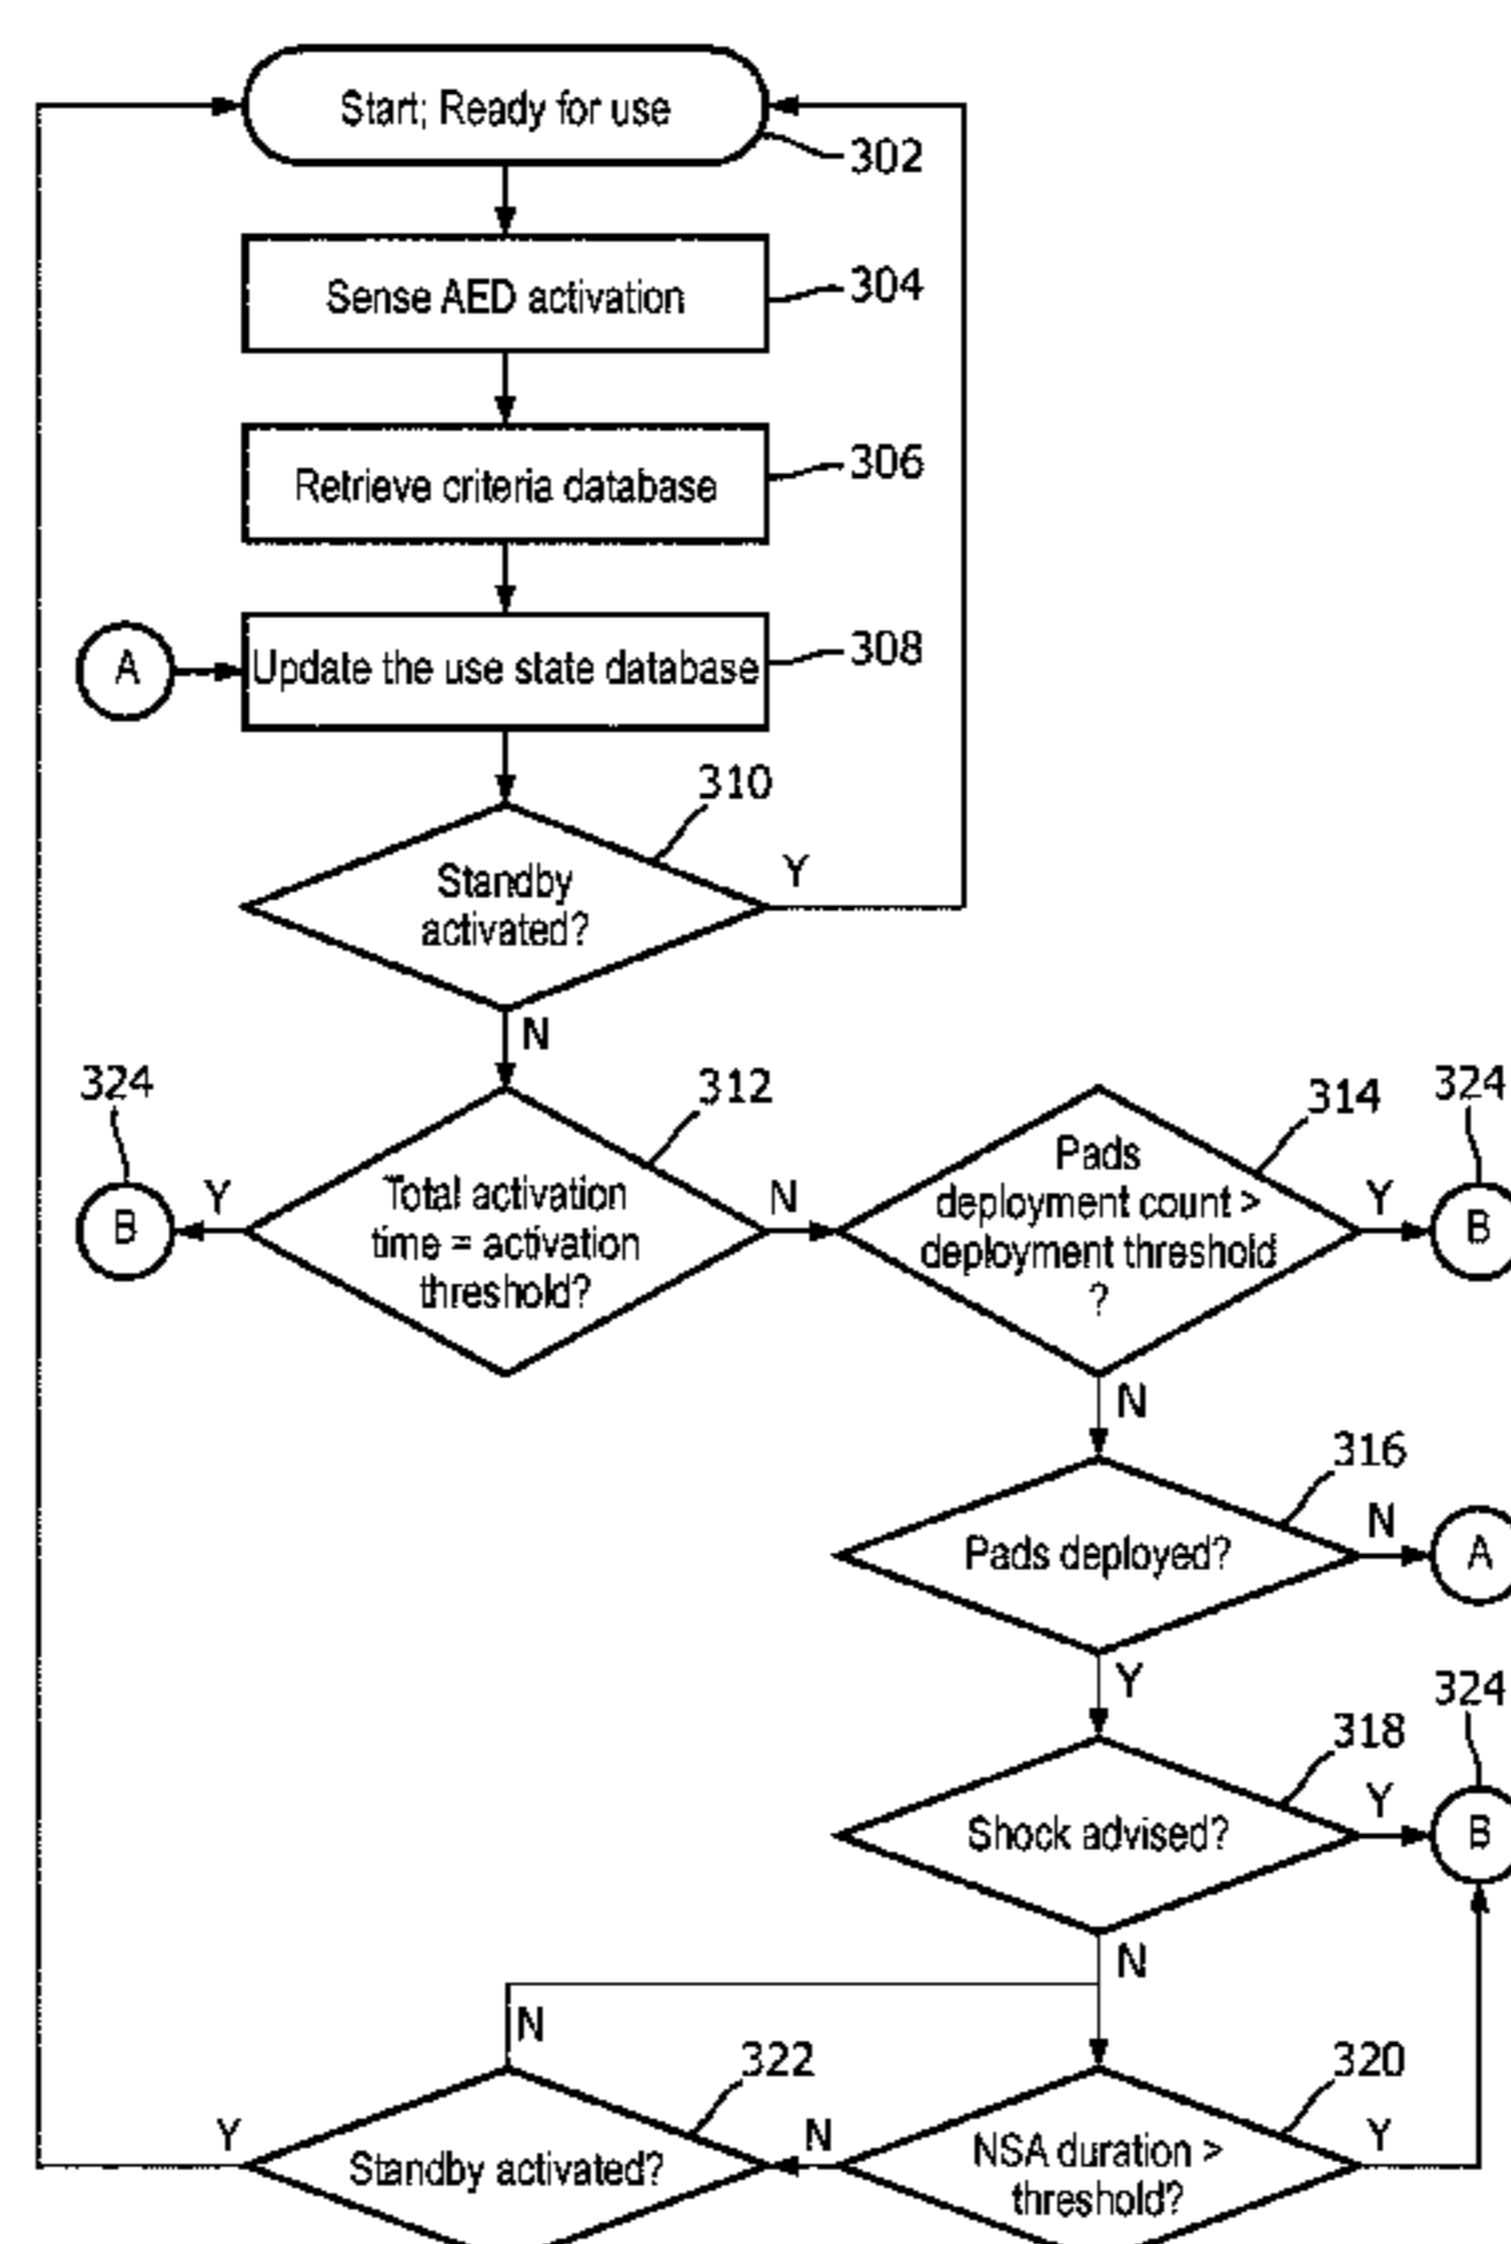 Start; Ready for use
302
Sense AED activation
304
Retrieve criteria database
306
A
Update the use state database
308
310
Standby
activated?
Y
N
324
B
Y
312
Total activation
time = activation
threshold?
N
314
Pads
deployment count >
deployment threshold
?
Y
324
B
N
316
Pads deployed?
N
A
Y
318
Shock advised?
Y
324
B
N
N
322
Standby activated?
Y
N
320
NSA duration >
threshold?
Y